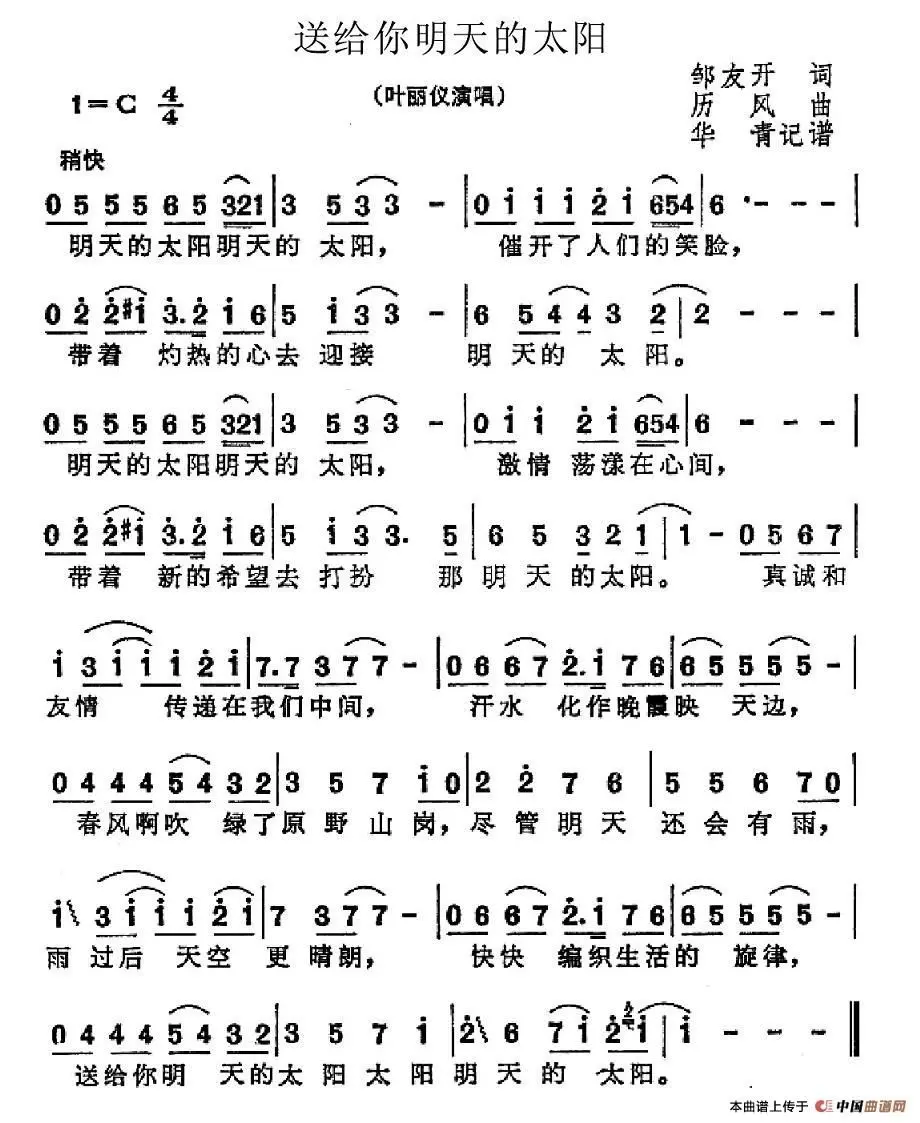 送给你明天的太阳
邹友开 词
1=C 4/4
(叶丽仪演唱)
历 风 曲
华 青记谱
稍快
0 5 5 5 6 5 321 | 3 5 3 3 - | 0 i i i 2̇ i 654 | 6 · - - - |
明天的太阳明天的 太阳, 催开了人们的笑脸,
0 2̇ 2̇ #i 3̇. 2̇ i 6 | 5 i 3 3 - | 6 5 4 4 3 2 | 2 - - - |
带着 灼热的心去 迎接 明 天的 太 阳。
0 5 5 5 6 5 321 | 3 5 3 3 - | 0 i i 2̇ i 654 | 6 - - - |
明天的太阳明天的 太阳, 激情 荡漾在心间,
0 2̇ 2̇ #i 3̇. 2̇ i 6 | 5 i 3 3. 5 | 6 5 3 2 1 | 1 - 0 5 6 7 |
带着 新的希望去 打扮 那 明 天 的太阳。 真诚和
i 3 i i i 2̇ i | 7. 7 3 7 7 - | 0 6 6 7 2̇. i 7 6 | 6 5 5 5 5 - |
友情 传递在我们中间, 汗水 化作晚霞映 天边,
0 4 4 4 5 4 3 2 | 3 5 7 i 0 | 2 2̇ 7 6 | 5 5 6 7 0 |
春风啊吹 绿了原 野 山 岗, 尽 管 明 天 还 会 有 雨,
i 3 i i i 2̇ i | 7 3 7 7 - | 0 6 6 7 2̇. i 7 6 | 6 5 5 5 5 - |
雨 过后 天空 更 晴朗, 快快 编织生活的 旋律,
0 4 4 4 5 4 3 2 | 3 5 7 i | 2̇ 6 7 i 2̇ i | i - - - ‖
送给你明 天的太 阳 太 阳 明 天 的 太阳。
本曲谱上传于 中国曲谱网